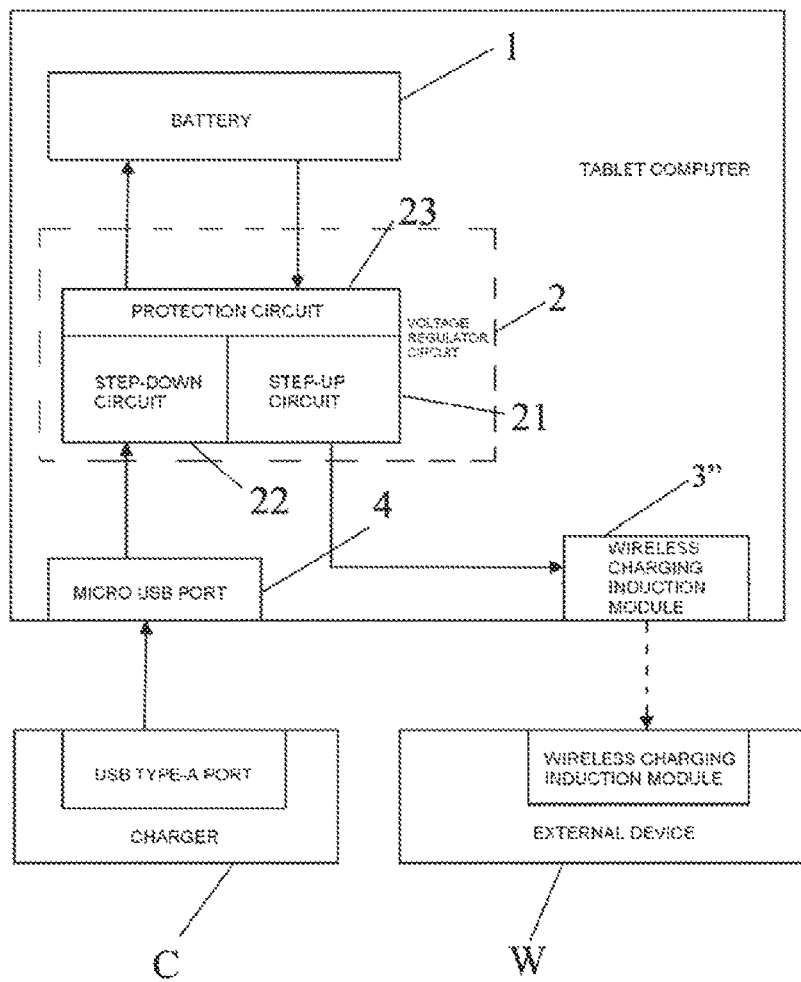 1
BATTERY
TABLET COMPUTER
23
PROTECTION CIRCUIT
2
VOLTAGE
REGULATOR
CIRCUIT
STEP-DOWN
CIRCUIT
STEP-UP
CIRCUIT
21
22
4
3”
MICRO USB PORT
WIRELESS
CHARGING
INDUCTION
MODULE
USB TYPE-A PORT
CHARGER
WIRELESS CHARGING
INDUCTION MODULE
EXTERNAL DEVICE
C
W